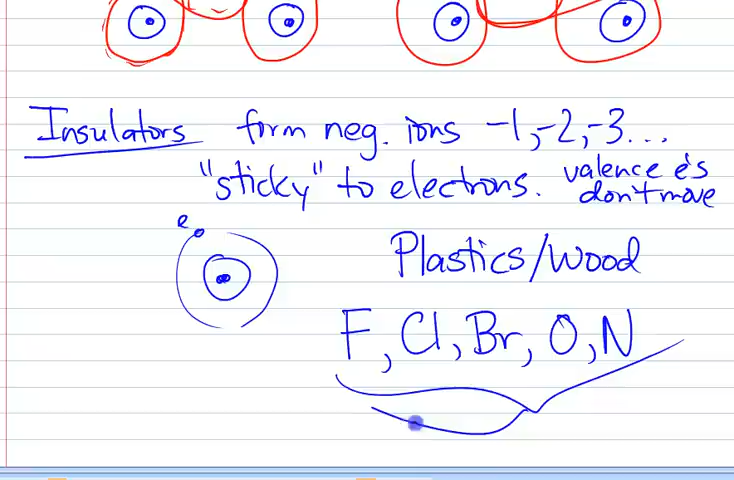 Insulators form neg. ions -1, -2, -3...
"sticky" to electrons. valence e's
don't move
e
Plastics/Wood
F, Cl, Br, O, N